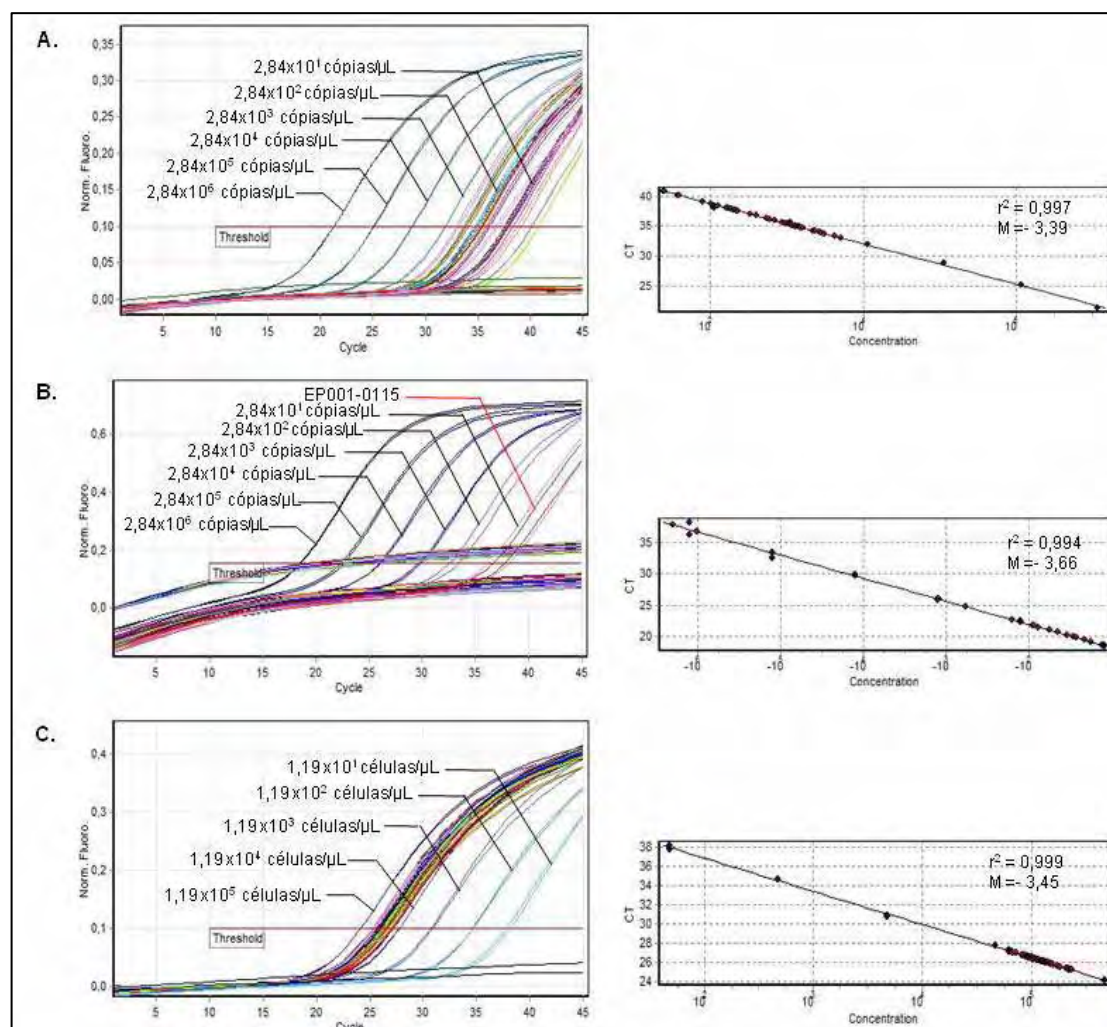 A.
Norm. Fluoro.
0,35
0,30
0,25
0,20
0,15
0,10
0,05
0,00
2,84x10¹ cópias/µL
2,84x10² cópias/µL
2,84x10³ cópias/µL
2,84x10⁴ cópias/µL
2,84x10⁵ cópias/µL
2,84x10⁶ cópias/µL
Threshold
5 10 15 20 25 30 35 40 45
Cycle
CT
40
35
30
25
r² = 0,997
M = - 3,39
Concentration
B.
Norm. Fluoro.
0,6
0,4
0,2
0,0
EP001-0115
2,84x10¹ cópias/µL
2,84x10² cópias/µL
2,84x10³ cópias/µL
2,84x10⁴ cópias/µL
2,84x10⁵ cópias/µL
2,84x10⁶ cópias/µL
Threshold
5 10 15 20 25 30 35 40 45
Cycle
CT
35
30
25
20
r² = 0,994
M = - 3,66
-10 -10 -10 -10 -10
Concentration
C.
Norm. Fluoro.
0,4
0,3
0,2
0,1
0,0
1,19x10¹ células/µL
1,19x10² células/µL
1,19x10³ células/µL
1,19x10⁴ células/µL
1,19x10⁵ células/µL
Threshold
5 10 15 20 25 30 35 40 45
Cycle
CT
38
36
34
32
30
28
26
24
r² = 0,999
M = - 3,45
Concentration